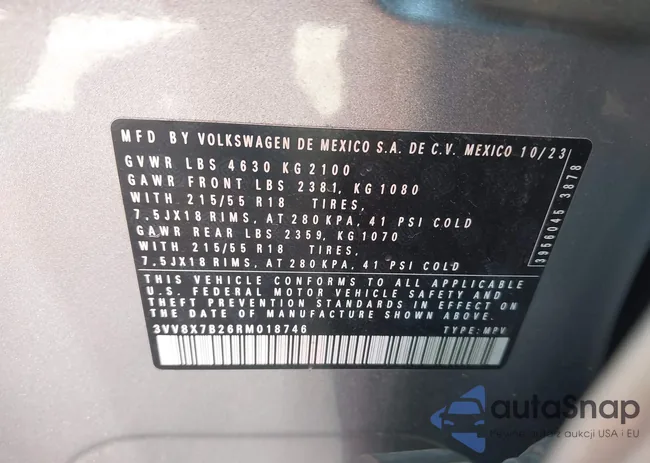 MFD BY VOLKSWAGEN DE MEXICO S.A. DE C.V. MEXICO 10/23
GVWR LBS 4630 KG 2100
GAWR FRONT LBS 2381, KG 1080
WITH 215/55 R18 TIRES,
7.5JX18 RIMS, AT 280 KPA, 41 PSI COLD
GAWR REAR LBS 2359, KG 1070
WITH 215/55 R18 TIRES,
7.5JX18 RIMS, AT 280 KPA, 41 PSI COLD
THIS VEHICLE CONFORMS TO ALL APPLICABLE
U.S. FEDERAL MOTOR VEHICLE SAFETY AND
THEFT PREVENTION STANDARDS IN EFFECT ON
THE DATE OF MANUFACTURE SHOWN ABOVE.
3VV8X7B26RM018746 TYPE: MPV
3956045 3878
autoSnap
aukcji USA i EU